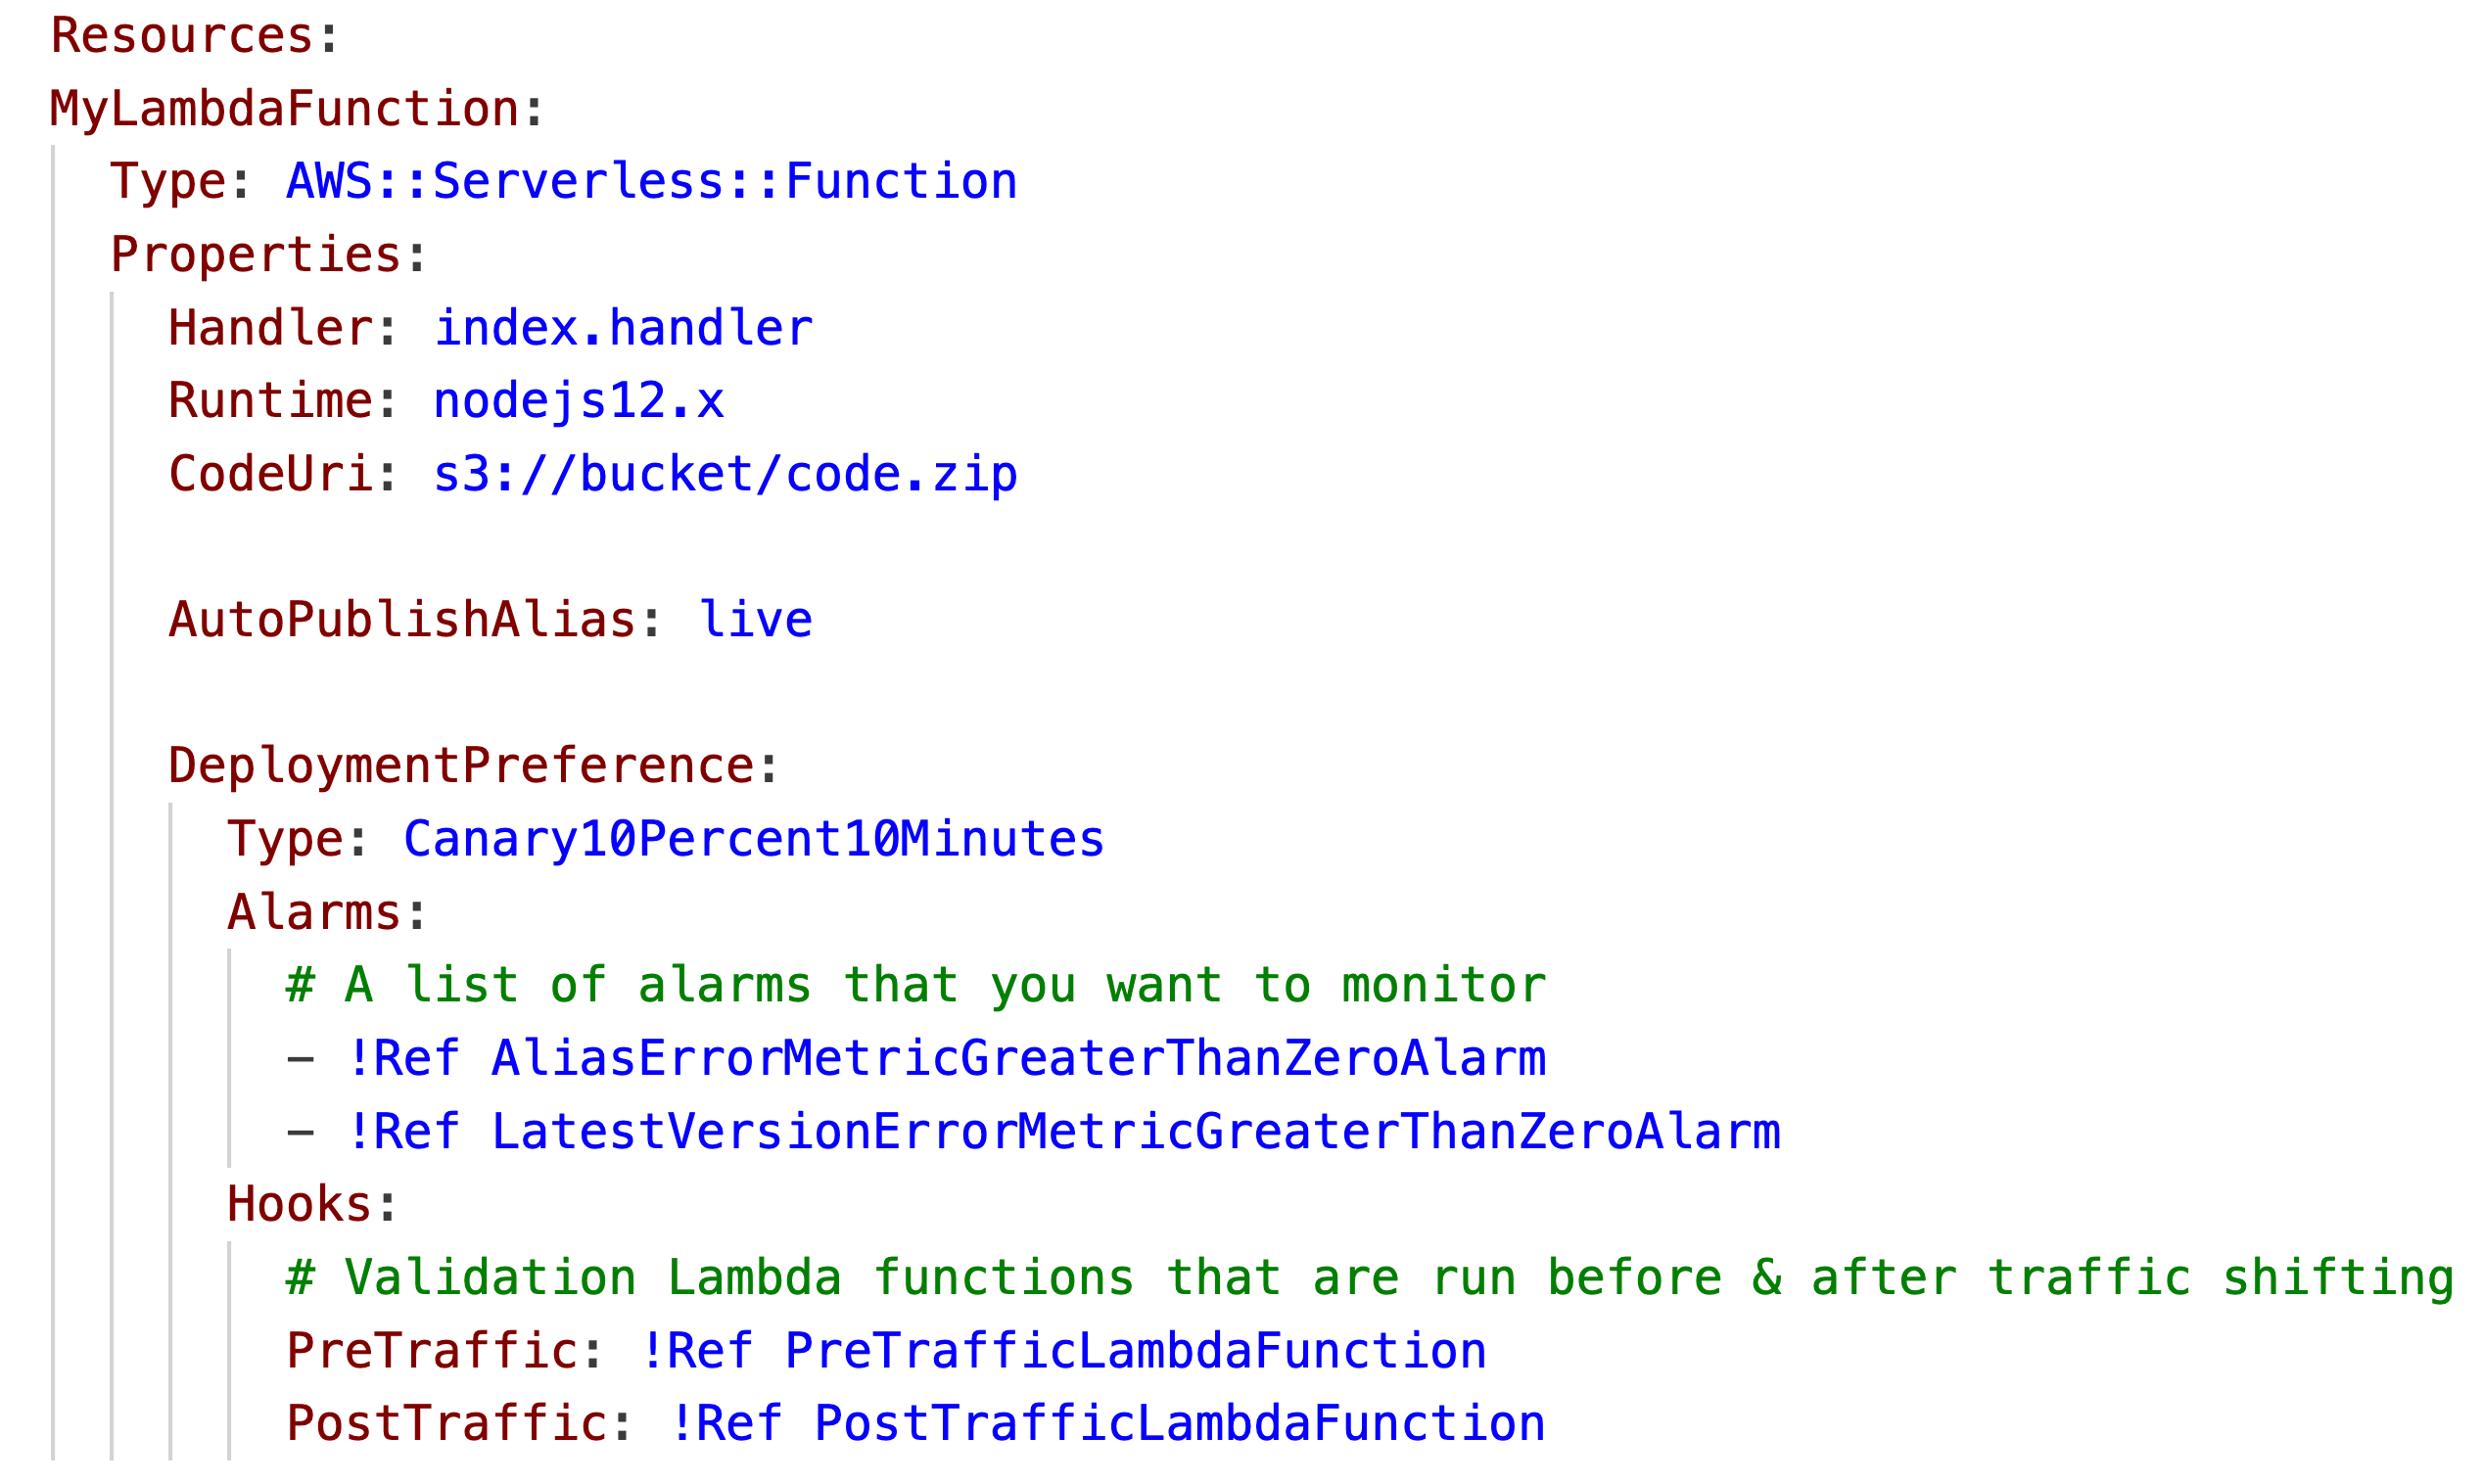 Resources:
MyLambdaFunction:
  Type: AWS::Serverless::Function
  Properties:
    Handler: index.handler
    Runtime: nodejs12.x
    CodeUri: s3://bucket/code.zip

    AutoPublishAlias: live

    DeploymentPreference:
      Type: Canary10Percent10Minutes
      Alarms:
        # A list of alarms that you want to monitor
        - !Ref AliasErrorMetricGreaterThanZeroAlarm
        - !Ref LatestVersionErrorMetricGreaterThanZeroAlarm
      Hooks:
        # Validation Lambda functions that are run before & after traffic shifting
        PreTraffic: !Ref PreTrafficLambdaFunction
        PostTraffic: !Ref PostTrafficLambdaFunction